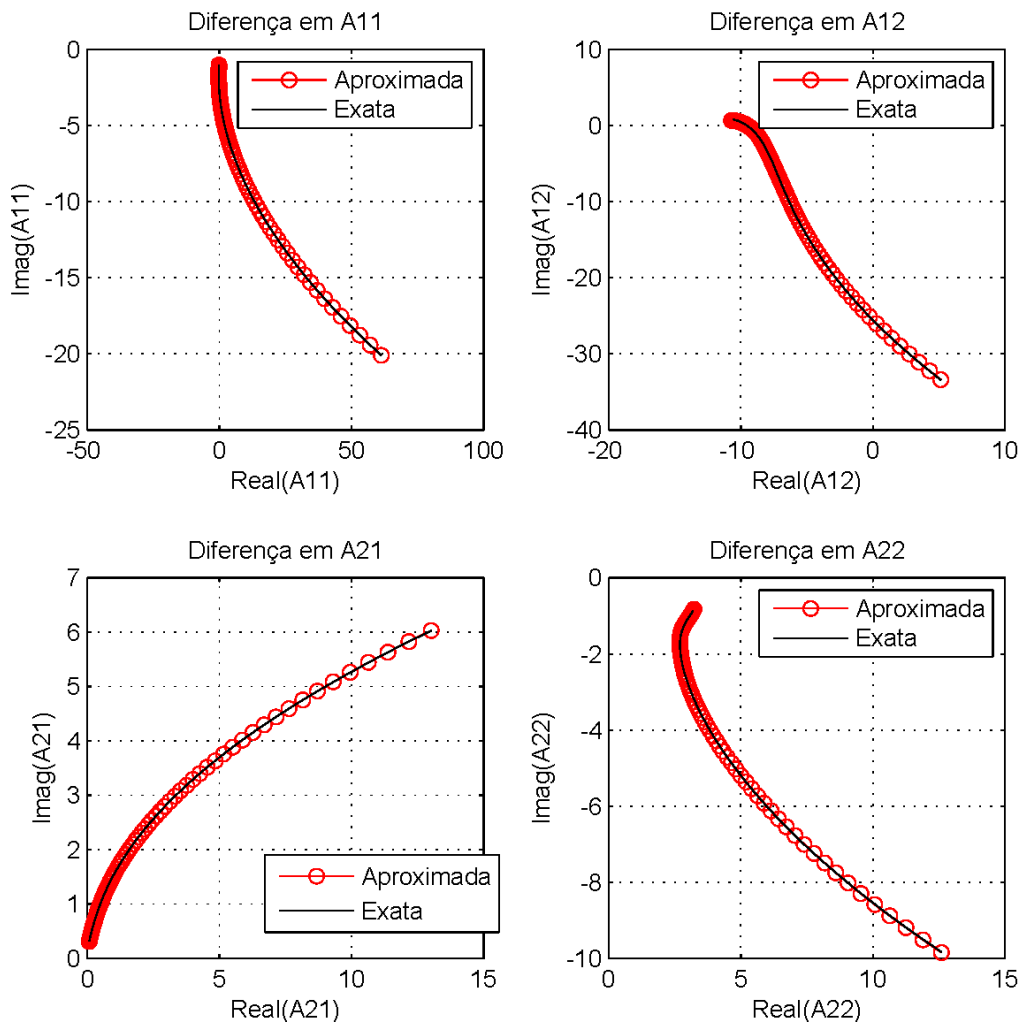 Diferença em A11
0
-5
-10
-15
-20
-25
-50
0
50
100
Imag(A11)
Real(A11)
Aproximada
Exata
Diferença em A12
10
0
-10
-20
-30
-40
-20
-10
0
10
Imag(A12)
Real(A12)
Aproximada
Exata
Diferença em A21
7
6
5
4
3
2
1
0
0
5
10
15
Imag(A21)
Real(A21)
Aproximada
Exata
Diferença em A22
0
-2
-4
-6
-8
-10
0
5
10
15
Imag(A22)
Real(A22)
Aproximada
Exata